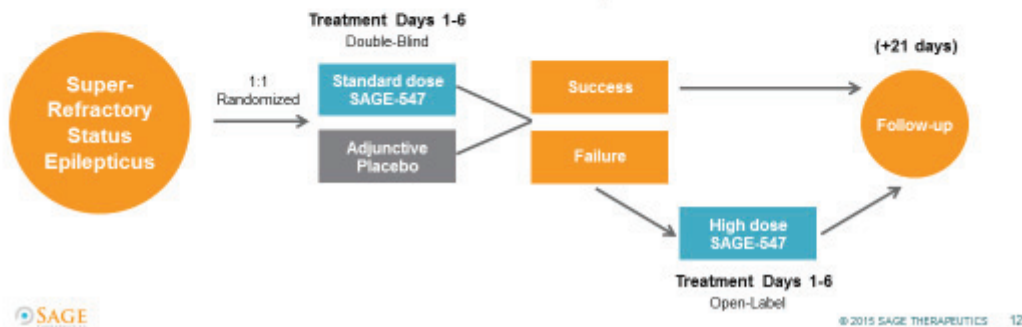 Treatment Days 1-6
Double-Blind
(+21 days)
Super-
Refractory
Status
Epilepticus
1:1
Randomized
Standard dose
SAGE-547
Adjunctive
Placebo
Success
Failure
Follow-up
High dose
SAGE-547
Treatment Days 1-6
Open-Label
SAGE
© 2015 SAGE THERAPEUTICS 12